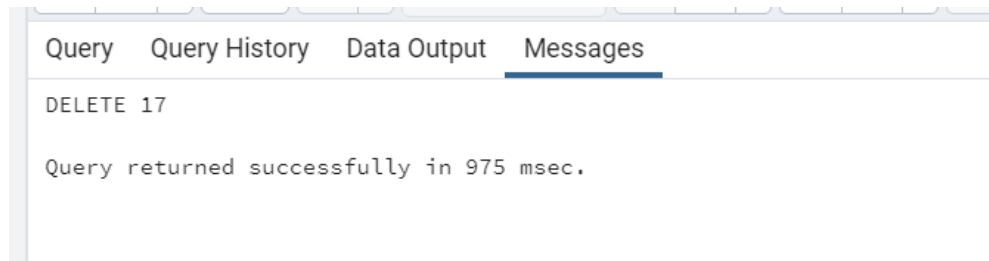 Query Query History Data Output Messages
DELETE 17
Query returned successfully in 975 msec.